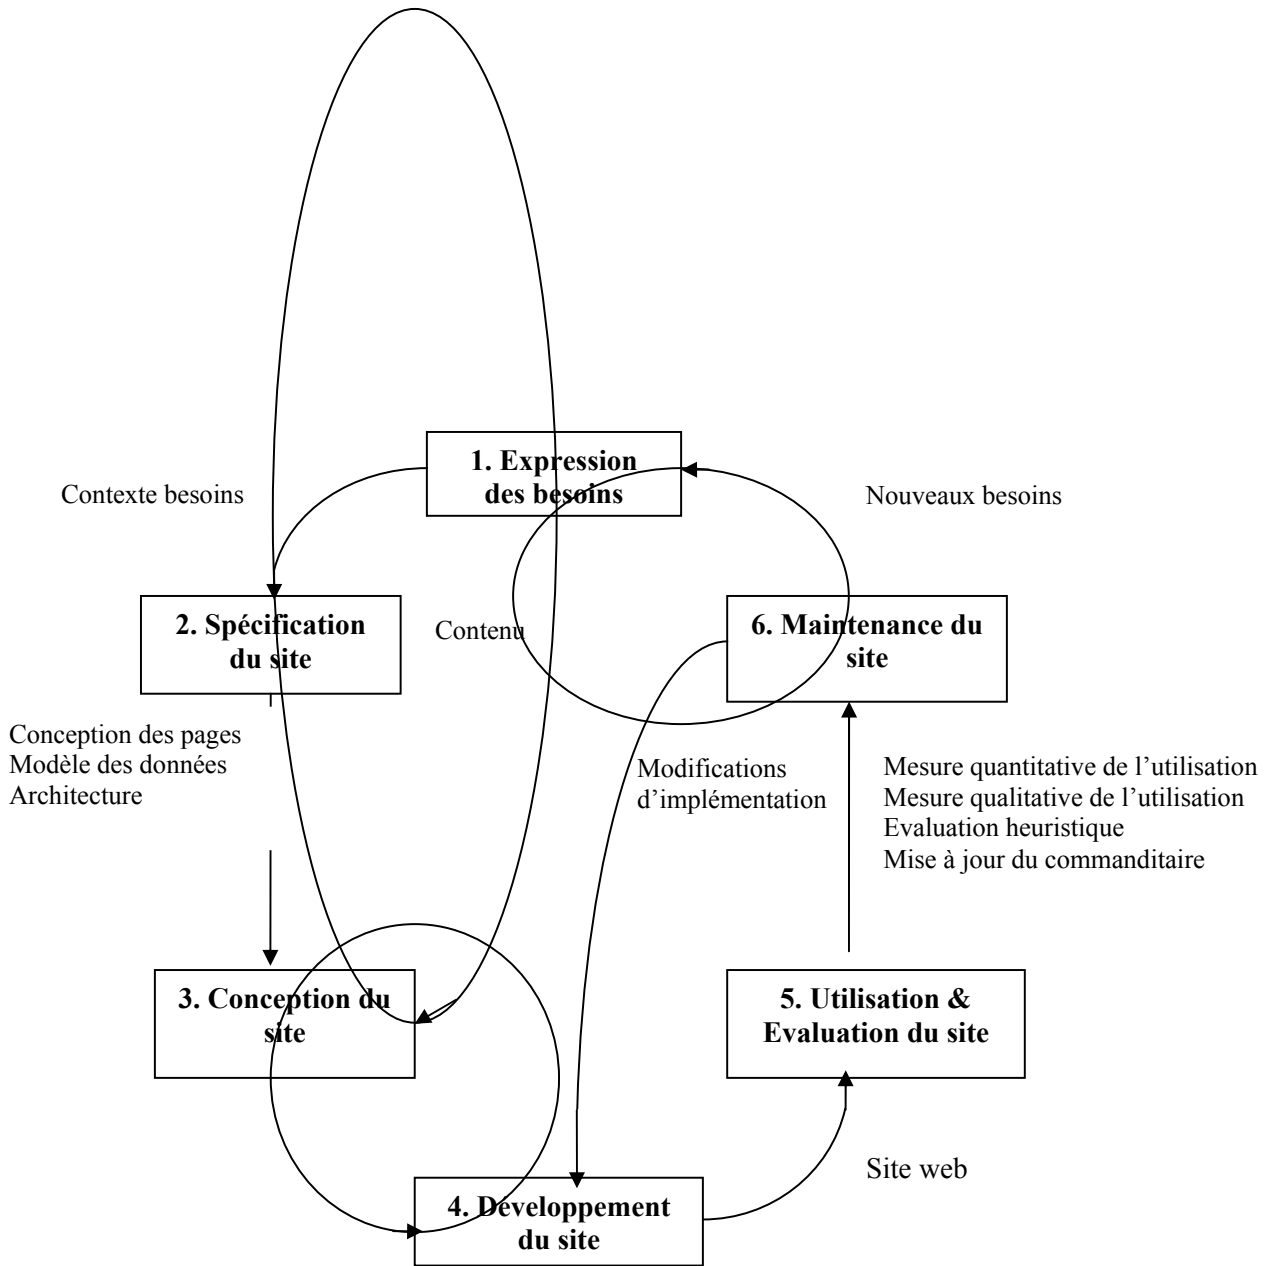 1. Expression
des besoins
Contexte besoins
Nouveaux besoins
2. Spécification
du site
Contenu
6. Maintenance du
site
Conception des pages
Modèle des données
Architecture
Modifications
d’implémentation
Mesure quantitative de l’utilisation
Mesure qualitative de l’utilisation
Evaluation heuristique
Mise à jour du commanditaire
3. Conception du
site
5. Utilisation &
Evaluation du site
Site web
4. Développement
du site